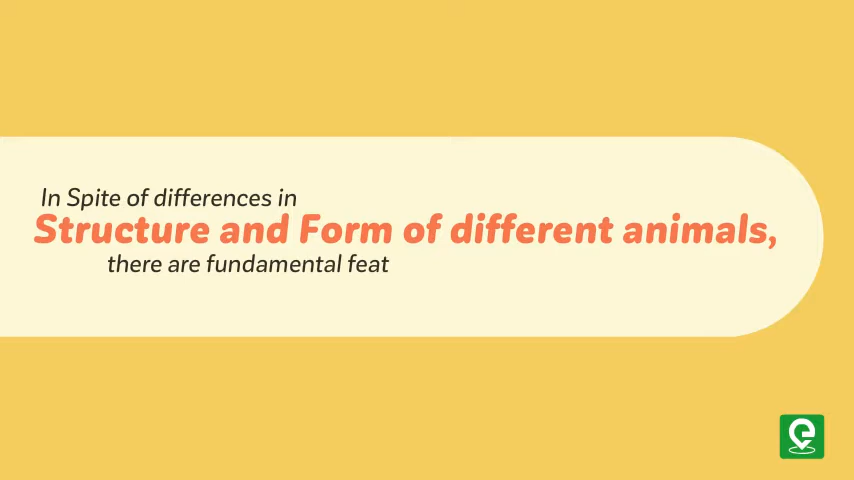 In Spite of differences in
Structure and Form of different animals,
there are fundamental feat